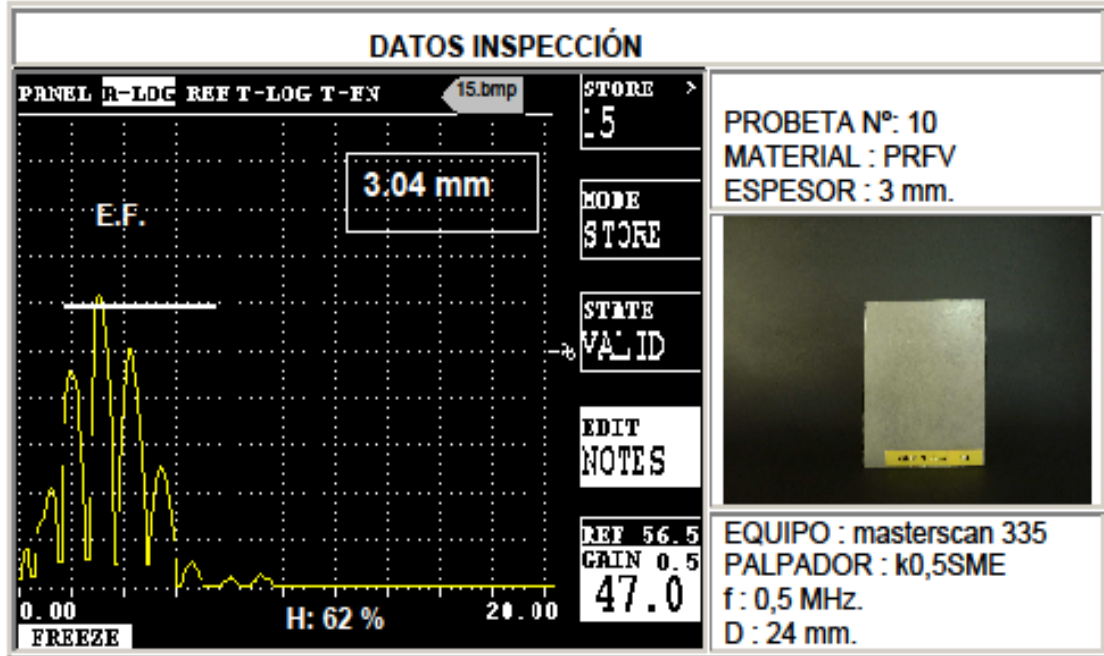 DATOS INSPECCIÓN
PANEL A-LOG REF T-LOG T-FN
15.bmp
STORE >
15
3.04 mm
E.F.
MODE
STORE
STATE
VALID
%
EDIT
NOTES
REF 56.5
GAIN 0.5
47.0
0.00
H: 62 %
20.00
FREEZE
PROBETA Nº: 10
MATERIAL : PRFV
ESPESOR : 3 mm.
EQUIPO : masterscan 335
PALPADOR : k0,5SME
f : 0,5 MHz.
D : 24 mm.